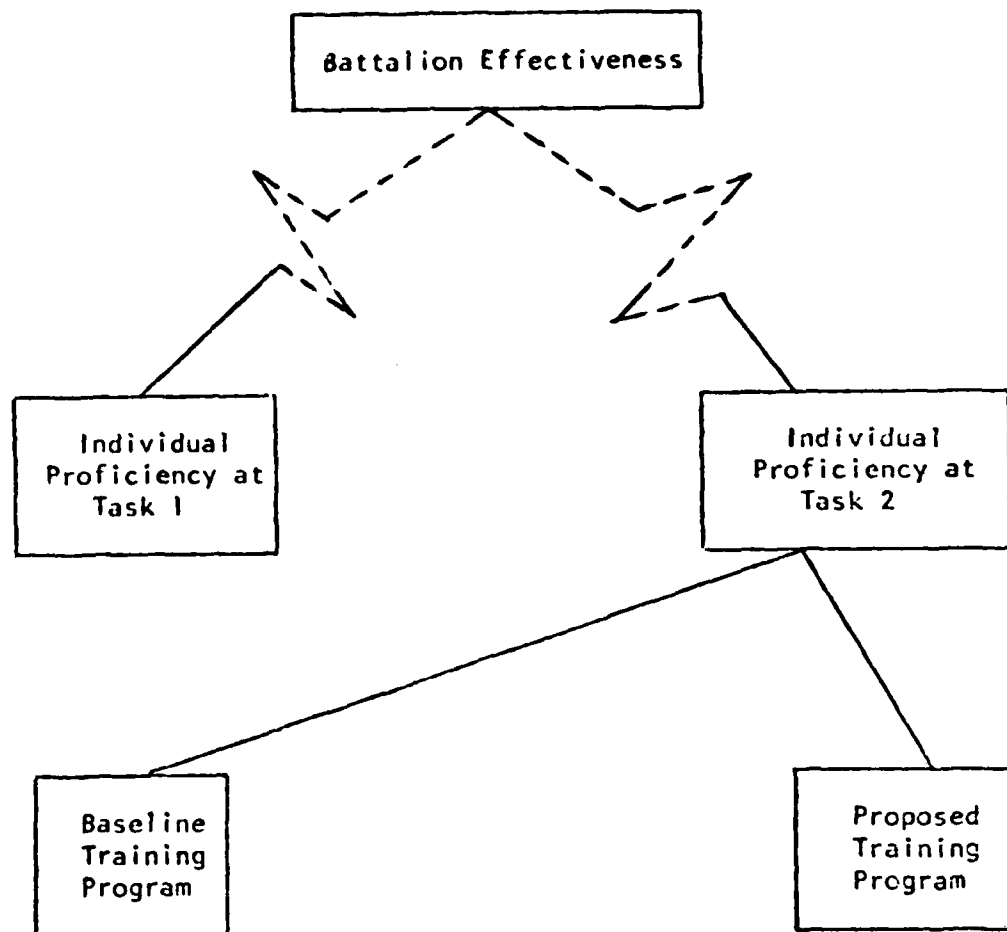 Battalion Effectiveness
Individual
Proficiency at
Task 1
Individual
Proficiency at
Task 2
Baseline
Training
Program
Proposed
Training
Program